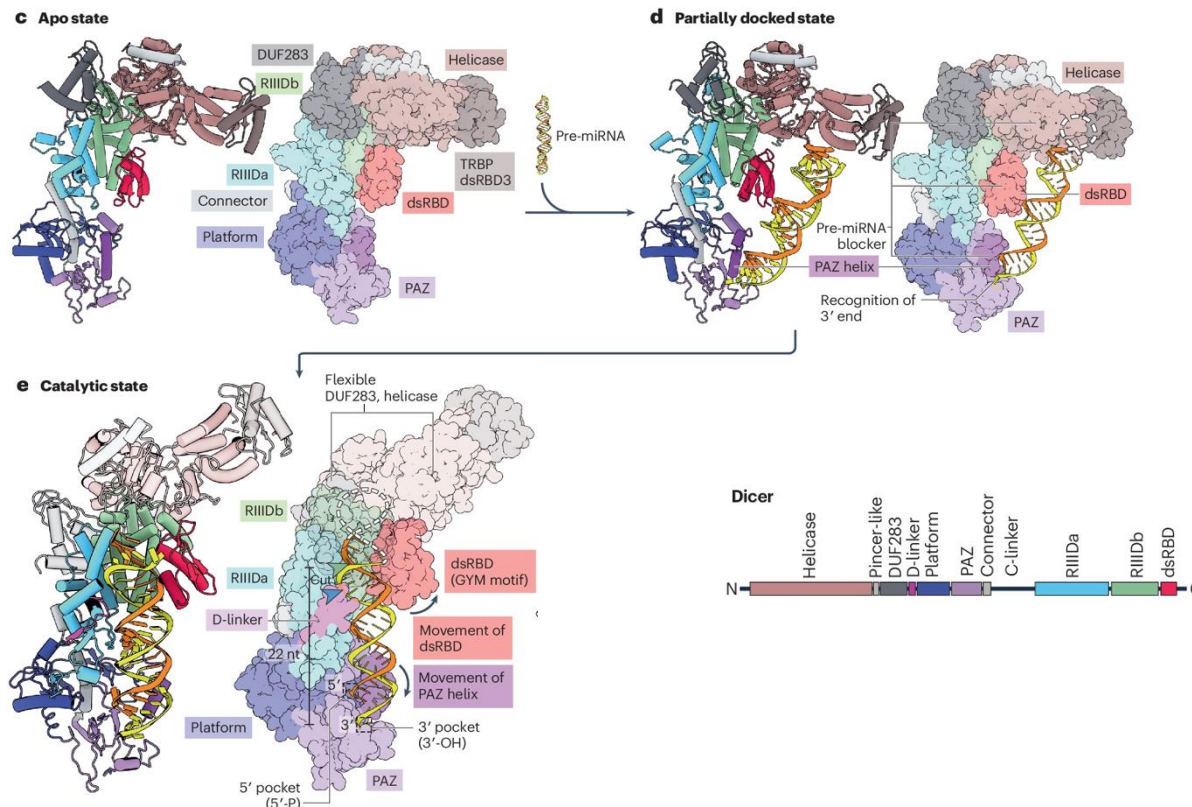 c Apo state
DUF283
RIIIDb
Helicase
RIIIDa
Connector
Platform
TRBP
dsRBD3
dsRBD
PAZ
Pre-miRNA
d Partially docked state
Helicase
dsRBD
Pre-miRNA
blocker
PAZ helix
Recognition of
3′ end
PAZ
e Catalytic state
Flexible
DUF283, helicase
RIIIDb
RIIIDa
Cut
D-linker
22 nt
5′
3′
Platform
dsRBD
(GYM motif)
Movement of
dsRBD
Movement of
PAZ helix
3′ pocket
(3′-OH)
PAZ
5′ pocket
(5′-P)
Dicer
Helicase
Pincer-like
DUF283
D-linker
Platform
PAZ
Connector
C-linker
RIIIDa
RIIIDb
dsRBD
N